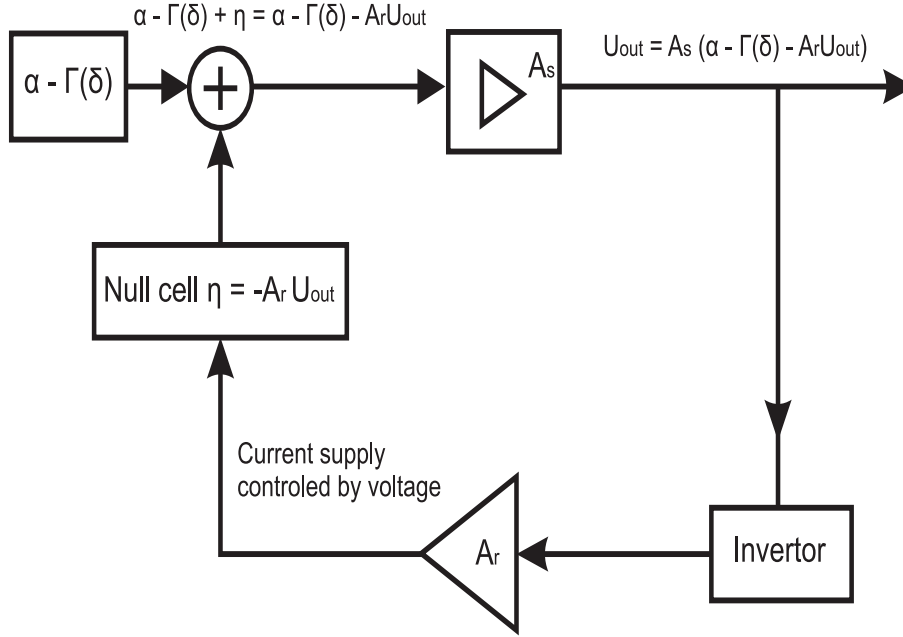 α - Γ(δ) + η = α - Γ(δ) - ArUout
α - Γ(δ)
+
As
Uout = As (α - Γ(δ) - ArUout)
Null cell η = -Ar Uout
Current supply
controled by voltage
Ar
Invertor